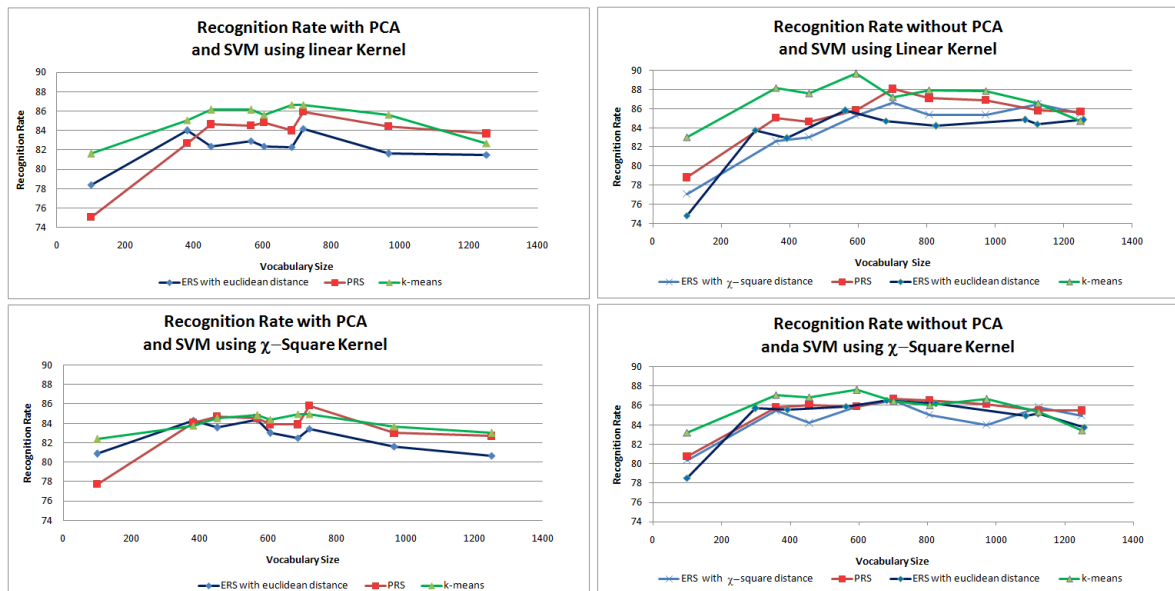 Recognition Rate with PCA
and SVM using linear Kernel
Recognition Rate
90
88
86
84
82
80
78
76
74
0 200 400 600 800 1000 1200 1400
Vocabulary Size
ERS with euclidean distance PRS k-means
Recognition Rate without PCA
and SVM using Linear Kernel
Recognition Rate
90
88
86
84
82
80
78
76
74
0 200 400 600 800 1000 1200 1400
Vocabulary Size
ERS with χ−square distance PRS ERS with euclidean distance k-means
Recognition Rate with PCA
and SVM using χ−Square Kernel
Recognition Rate
90
88
86
84
82
80
78
76
74
0 200 400 600 800 1000 1200 1400
Vocabulary Size
ERS with euclidean distance PRS k-means
Recognition Rate without PCA
anda SVM using χ−Square Kernel
Recognition Rate
90
88
86
84
82
80
78
76
74
0 200 400 600 800 1000 1200 1400
Vocabulary Size
ERS with χ−square distance PRS ERS with euclidean distance k-means